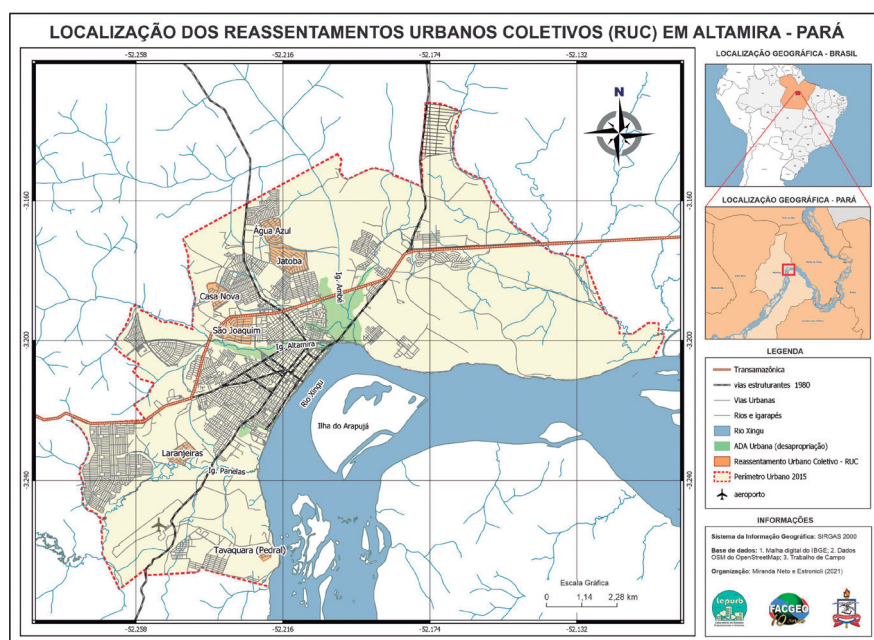 LOCALIZAÇÃO DOS REASSENTAMENTOS URBANOS COLETIVOS (RUC) EM ALTAMIRA - PARÁ
-52.258 -52.216 -52.174 -52.132
-3.160 -3.160
-3.200 -3.200
-3.240 -3.240
-52.258 -52.216 -52.174 -52.132
N
Água Azul
Jatoba
Ig. Ambé
Casa Nova
São Joaquim
Ig. Altamira
Rio Xingu
Ilha do Arapujá
Laranjeiras
Ig. Panelas
Tavaquara (Pedral)
Escala Gráfica
0 1,14 2,28 km
LOCALIZAÇÃO GEOGRÁFICA - BRASIL
LOCALIZAÇÃO GEOGRÁFICA - PARÁ
LEGENDA
Transamazônica
vias estruturantes 1980
Vias Urbanas
Rios e igarapés
Rio Xingu
ADA Urbana (desapropriação)
Reassentamento Urbano Coletivo - RUC
Perímetro Urbano 2015
aeroporto
INFORMAÇÕES
Sistema da Informação Geográfica: SIRGAS 2000
Base de dados: 1. Malha digital do IBGE; 2. Dados
OSM do OpenStreetMap; 3. Trabalho de Campo
Organização: Miranda Neto e Estronioli (2021)
lepurb
FACGEO
10 anos